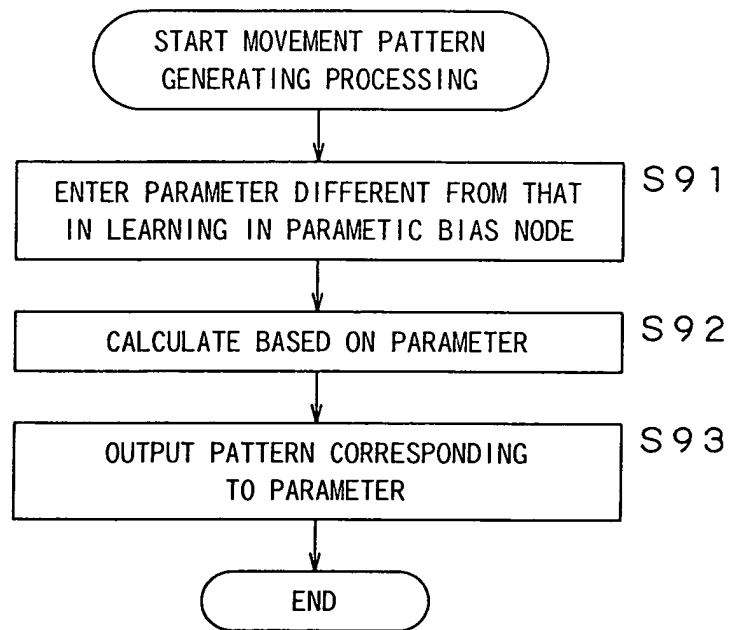 START MOVEMENT PATTERN
GENERATING PROCESSING
S91
ENTER PARAMETER DIFFERENT FROM THAT
IN LEARNING IN PARAMETIC BIAS NODE
S92
CALCULATE BASED ON PARAMETER
S93
OUTPUT PATTERN CORRESPONDING
TO PARAMETER
END